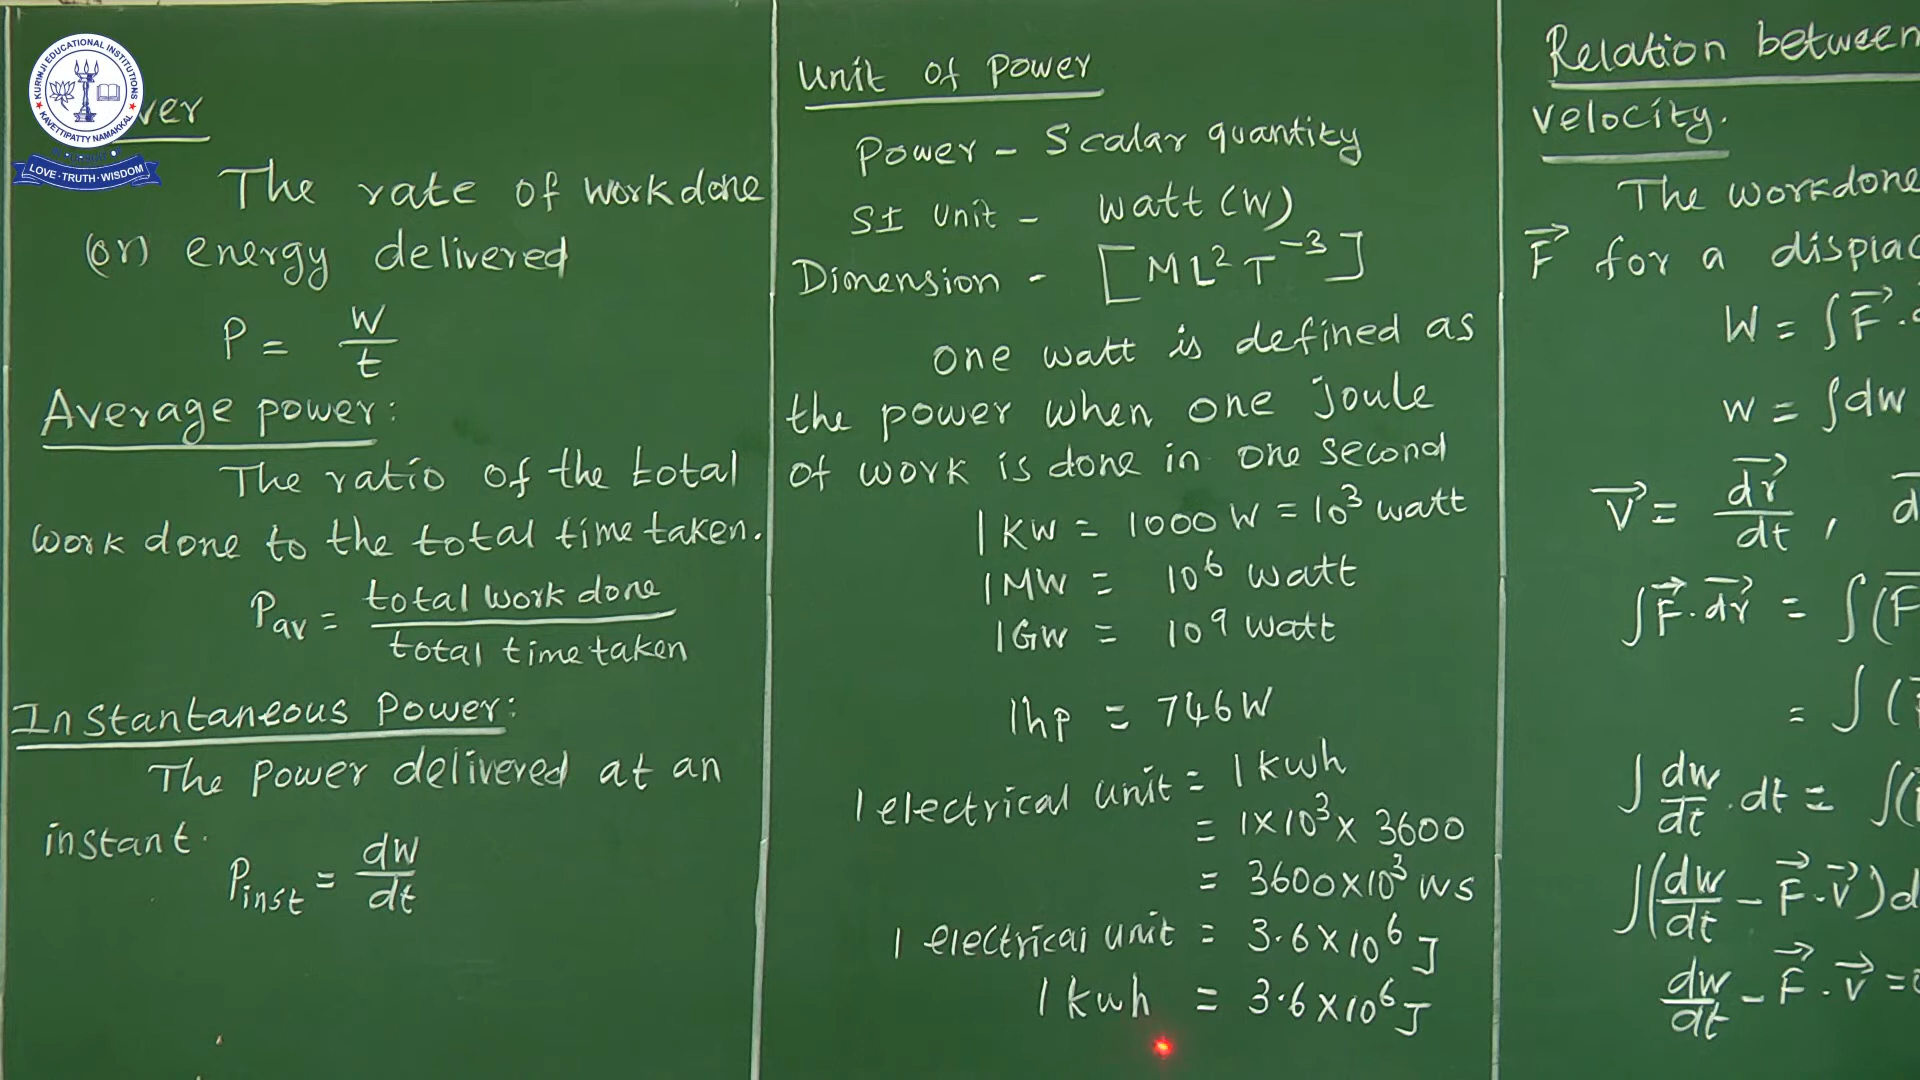 KURINJI EDUCATIONAL INSTITUTIONS
KAVETTIPATTY NAMAKKAL
LOVE · TRUTH · WISDOM
wer
The rate of workdone
(or) energy delivered
P = W/t
Average power:
The ratio of the total
work done to the total time taken.
Pav = total work done / total time taken
Instantaneous Power:
The Power delivered at an
instant.
Pinst = dW/dt
Unit of power
Power - Scalar quantity
SI Unit - watt (W)
Dimension - [ML²T⁻³]
one watt is defined as
the power when one joule
of work is done in one second
1 KW = 1000 W = 10³ watt
1 MW = 10⁶ watt
1 GW = 10⁹ watt
1 hp = 746 W
1 electrical unit = 1 kwh
= 1 × 10³ × 3600
= 3600 × 10³ WS
1 electrical unit = 3.6 × 10⁶ J
1 kwh = 3.6 × 10⁶ J
Relation between
velocity.
The workdone
F⃗ for a displac
W = ∫F⃗ .
w = ∫dw
V⃗ = dr⃗/dt , d
∫F⃗ . dr⃗ = ∫(F
= ∫(
∫ dw/dt . dt = ∫(
∫(dw/dt - F⃗ . V⃗) d
dw/dt - F⃗ . V⃗ = 0